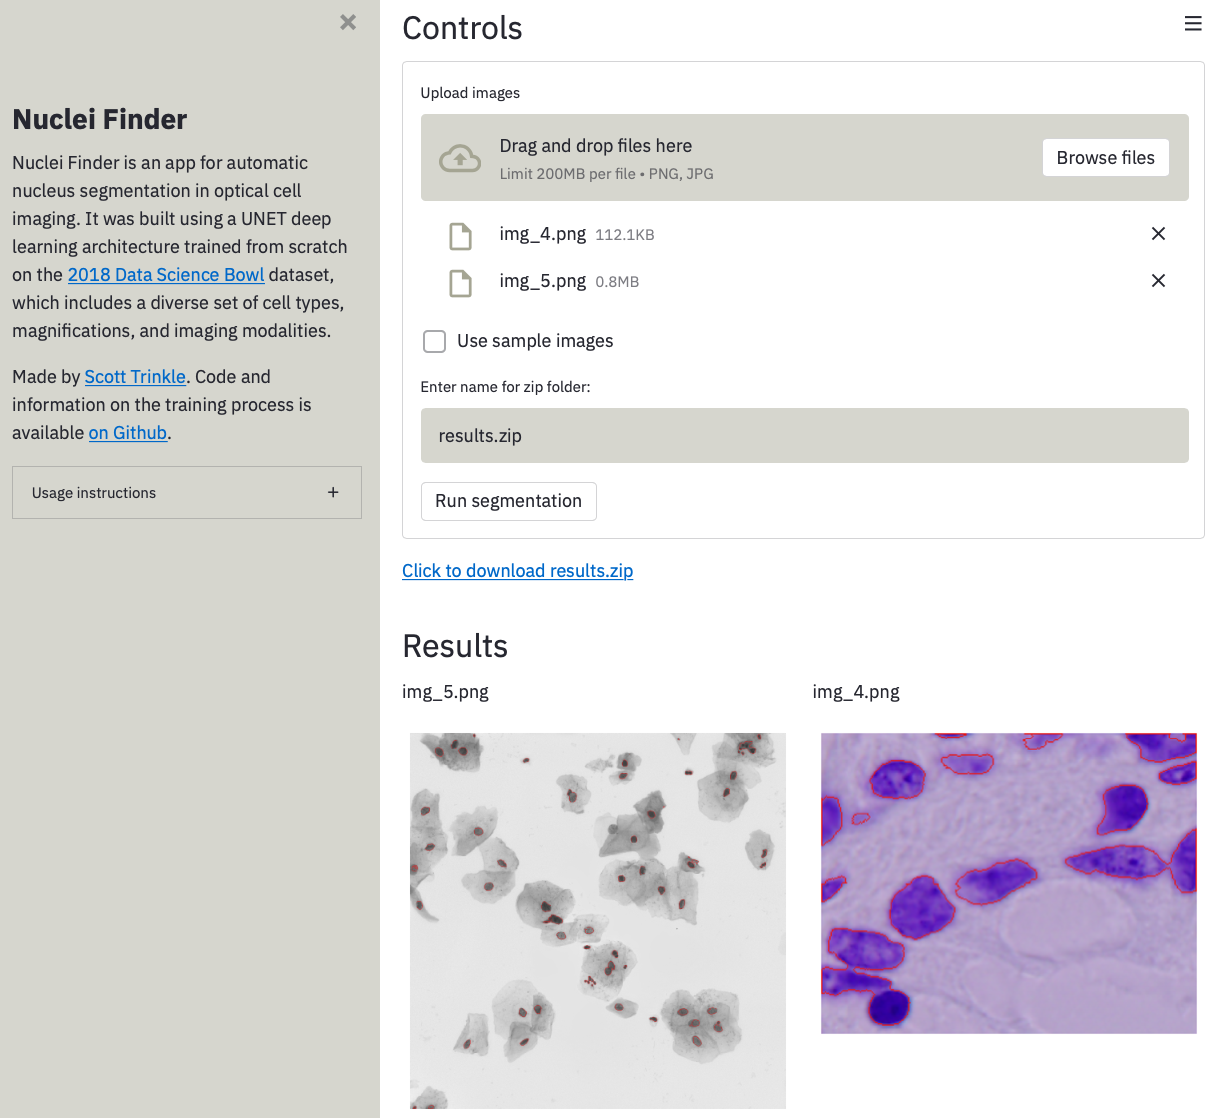 Nuclei Finder
Nuclei Finder is an app for automatic
nucleus segmentation in optical cell
imaging. It was built using a UNET deep
learning architecture trained from scratch
on the 2018 Data Science Bowl dataset,
which includes a diverse set of cell types,
magnifications, and imaging modalities.
Made by Scott Trinkle. Code and
information on the training process is
available on Github.
Usage instructions
Controls
Upload images
Drag and drop files here
Limit 200MB per file • PNG, JPG
Browse files
img_4.png 112.1KB
img_5.png 0.8MB
Use sample images
Enter name for zip folder:
results.zip
Run segmentation
Click to download results.zip
Results
img_5.png
img_4.png